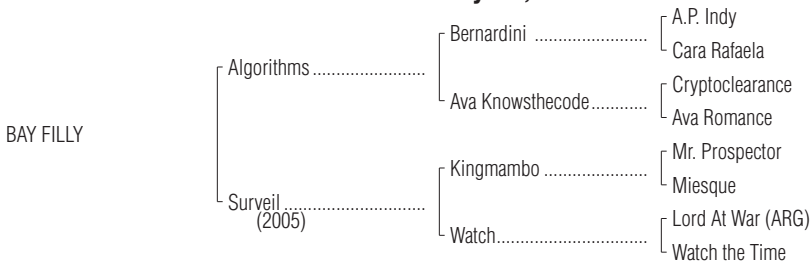 A.P. Indy
Bernardini ........................
Cara Rafaela
Algorithms ........................
Cryptoclearance
Ava Knowsthecode............
Ava Romance
BAY FILLY
Mr. Prospector
Kingmambo ......................
Miesque
Surveil ..............................
(2005)
Lord At War (ARG)
Watch................................
Watch the Time